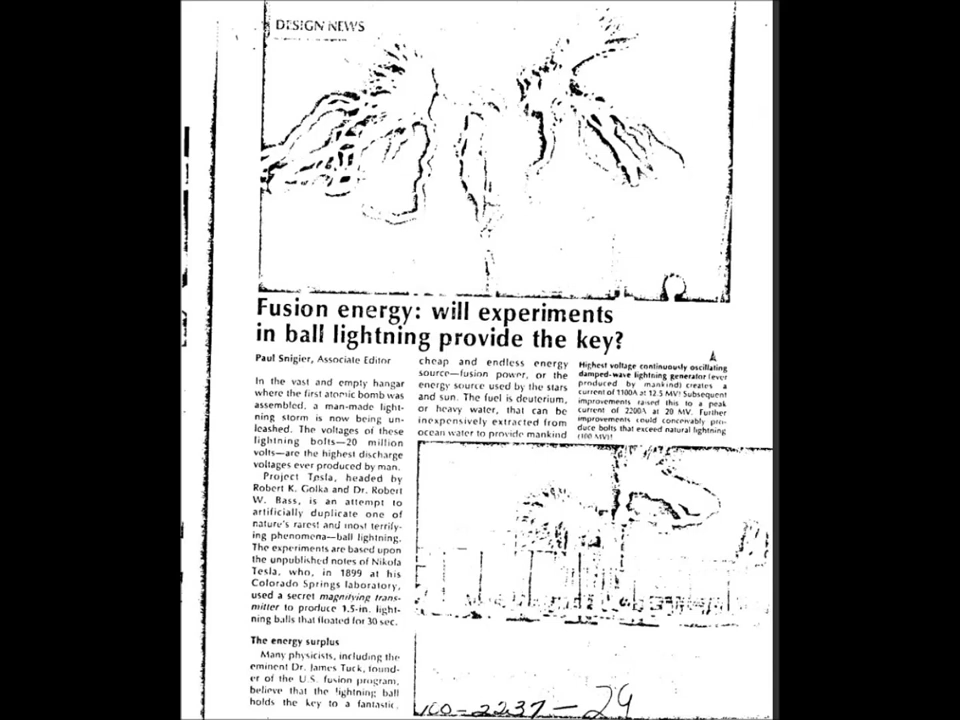 DESIGN NEWS
Fusion energy: will experiments
in ball lightning provide the key?
Paul Snigier, Associate Editor
In the vast and empty hangar
where the first atomic bomb was
assembled, a man-made light-
ning storm is now being un-
leashed. The voltages of these
lightning bolts—20 million
volts—are the highest discharge
voltages ever produced by man.
Project Tesla, headed by
Robert K. Golka and Dr. Robert
W. Bass, is an attempt to
artificially duplicate one of
nature's rarest and most terrify-
ing phenomena—ball lightning.
The experiments are based upon
the unpublished notes of Nikola
Tesla, who, in 1899 at his
Colorado Springs laboratory,
used a secret magnifying trans-
mitter to produce 1.5-in. light-
ning balls that floated for 30 sec.
The energy surplus
Many physicists, including the
eminent Dr. James Tuck, found-
er of the U.S. fusion program,
believe that the lightning ball
holds the key to a fantastic,
cheap and endless energy
source—fusion power, or the
energy source used by the stars
and sun. The fuel is deuterium,
or heavy water, that can be
inexpensively extracted from
ocean water to provide mankind
Highest voltage continuously oscillating
damped-wave lightning generator (ever
produced by mankind) creates a
current of 1100A at 12.5 MV! Subsequent
improvements raised this to a peak
current of 2200A at 20 MV. Further
improvements could conceivably pro-
duce bolts that exceed natural lightning
(100 MV)!
-2237-29